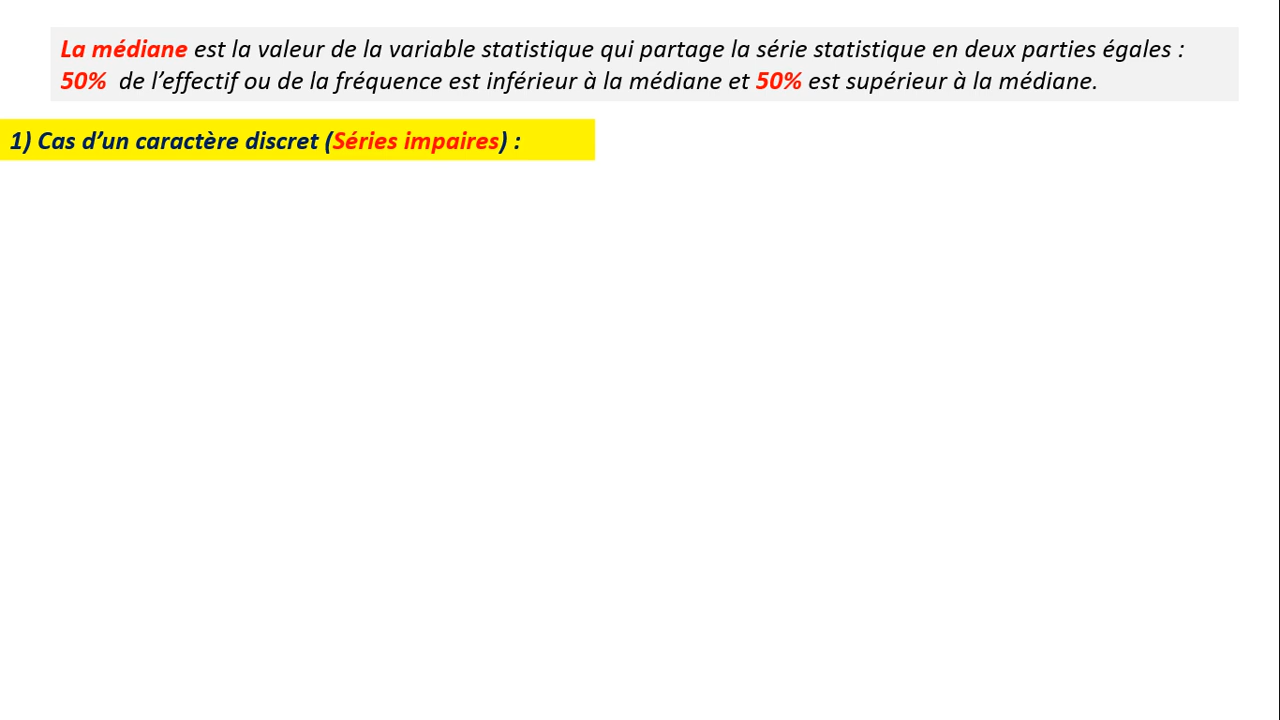 La médiane est la valeur de la variable statistique qui partage la série statistique en deux parties égales :
50% de l’effectif ou de la fréquence est inférieur à la médiane et 50% est supérieur à la médiane.
1) Cas d’un caractère discret (Séries impaires) :